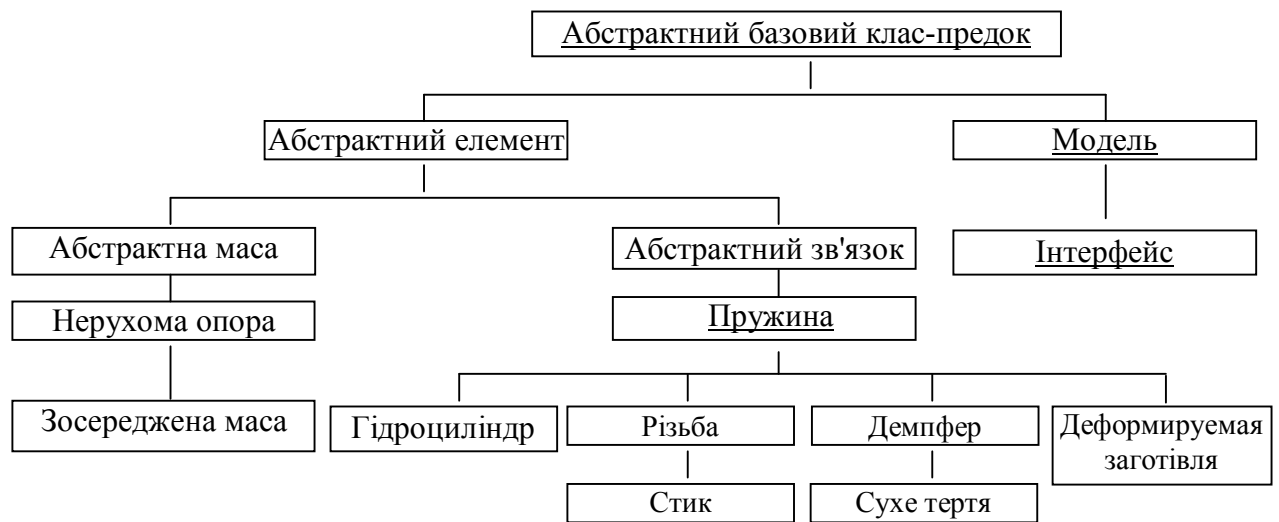 Абстрактний базовий клас-предок
Абстрактний елемент
Модель
Абстрактна маса
Абстрактний зв'язок
Інтерфейс
Нерухома опора
Пружина
Зосереджена маса
Гідроциліндр
Різьба
Демпфер
Деформируемая
заготівля
Стик
Сухе тертя